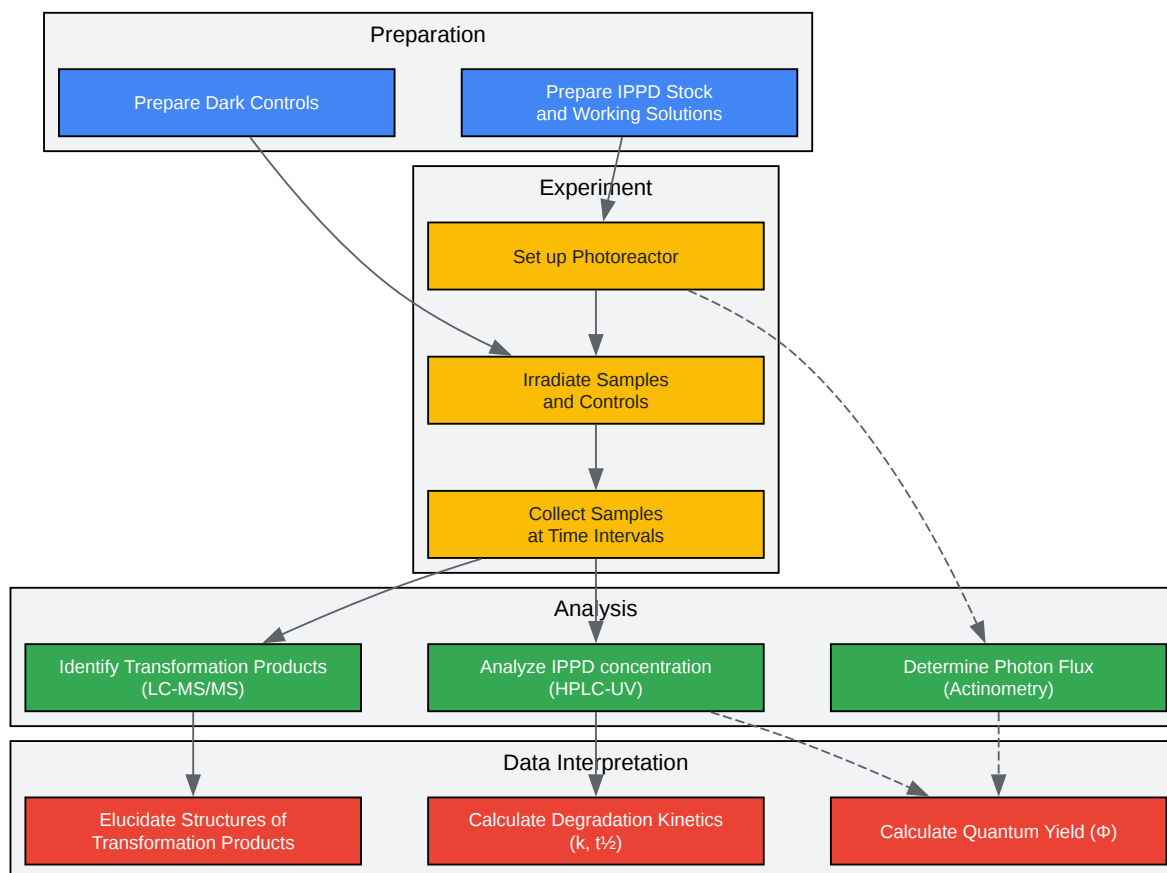 Preparation
Prepare Dark Controls
Prepare IPPD Stock
and Working Solutions
Experiment
Set up Photoreactor
Irradiate Samples
and Controls
Collect Samples
at Time Intervals
Analysis
Identify Transformation Products
(LC-MS/MS)
Analyze IPPD concentration
(HPLC-UV)
Determine Photon Flux
(Actinometry)
Data Interpretation
Elucidate Structures of
Transformation Products
Calculate Degradation Kinetics
(k, t½)
Calculate Quantum Yield (Φ)